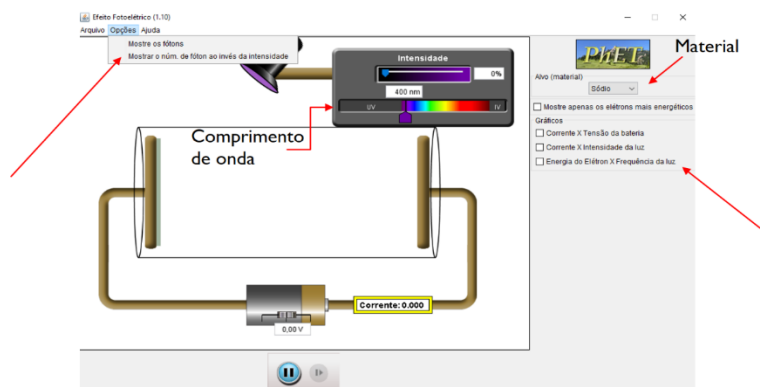 Efeito Fotoelétrico (1.10)
Arquivo Opções Ajuda
Mostre os fótons
Mostrar o núm. de fóton ao invés da intensidade
Intensidade
0%
400 nm
UV
IV
Comprimento
de onda
PhET
Material
Alvo (material)
Sódio
Mostre apenas os elétrons mais energéticos
Gráficos
Corrente X Tensão da bateria
Corrente X Intensidade da luz
Energia do Elétron X Frequência da luz
Corrente: 0.000
0,00 V